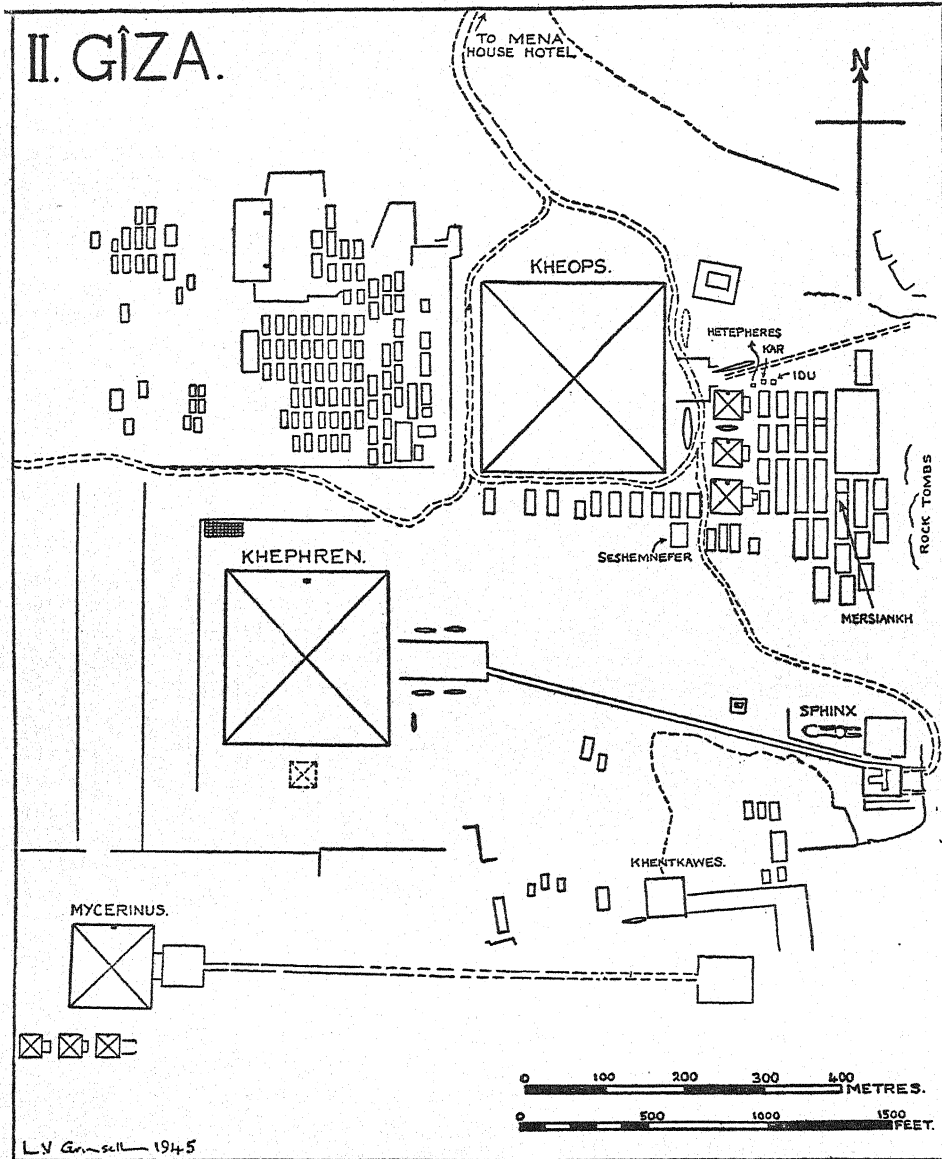 II. GÎZA.
TO MENA
HOUSE HOTEL
N
KHEOPS.
HETEPHERES
KAR
IDU
ROCK TOMBS
SESHEMNEFER
KHEPHREN.
MERSIANKH
SPHINX
KHENTKAWES.
MYCERINUS.
0 100 200 300 400
METRES.
0 500 1000 1500
FEET.
L.V Grinsell 1945